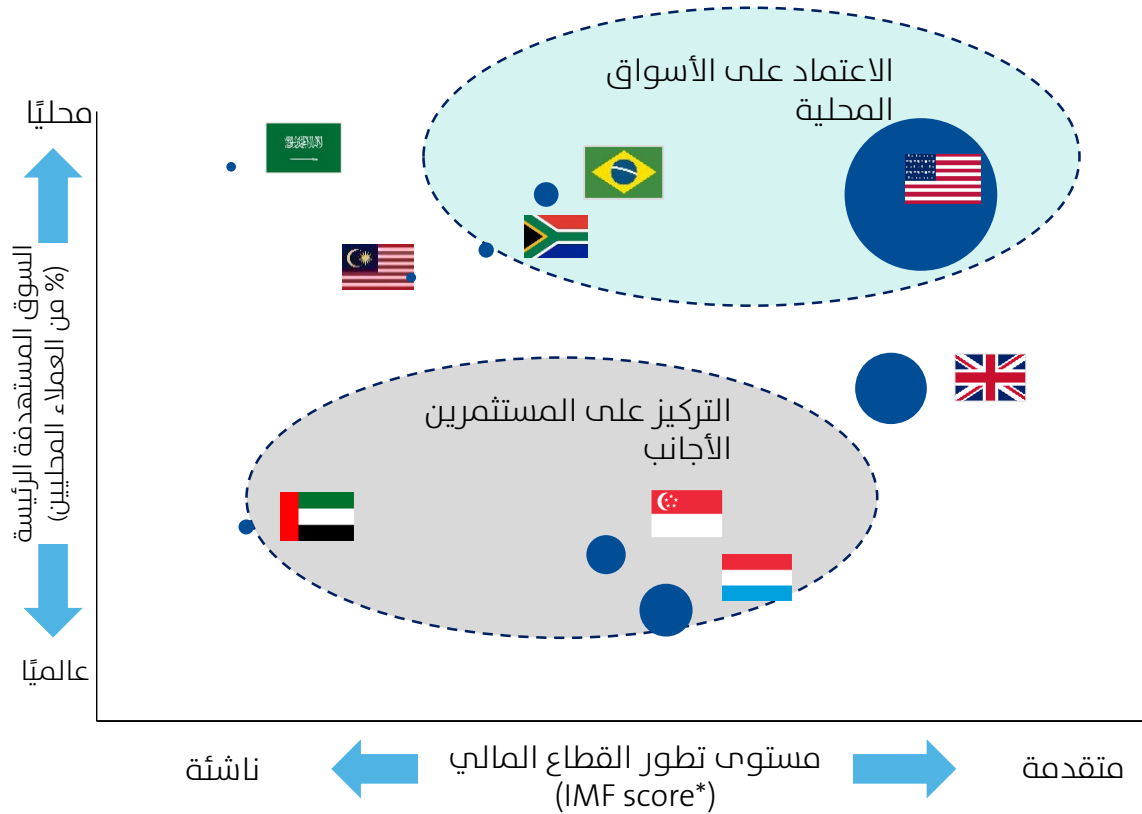 الاعتماد على الأسواق
المحلية
محليًا
السوق المستهدفة الرئيسة
(% من العملاء المحليين)
التركيز على المستثمرين
الأجانب
عالميًا
ناشئة
مستوى تطور القطاع المالي
(IMF score*)
متقدمة